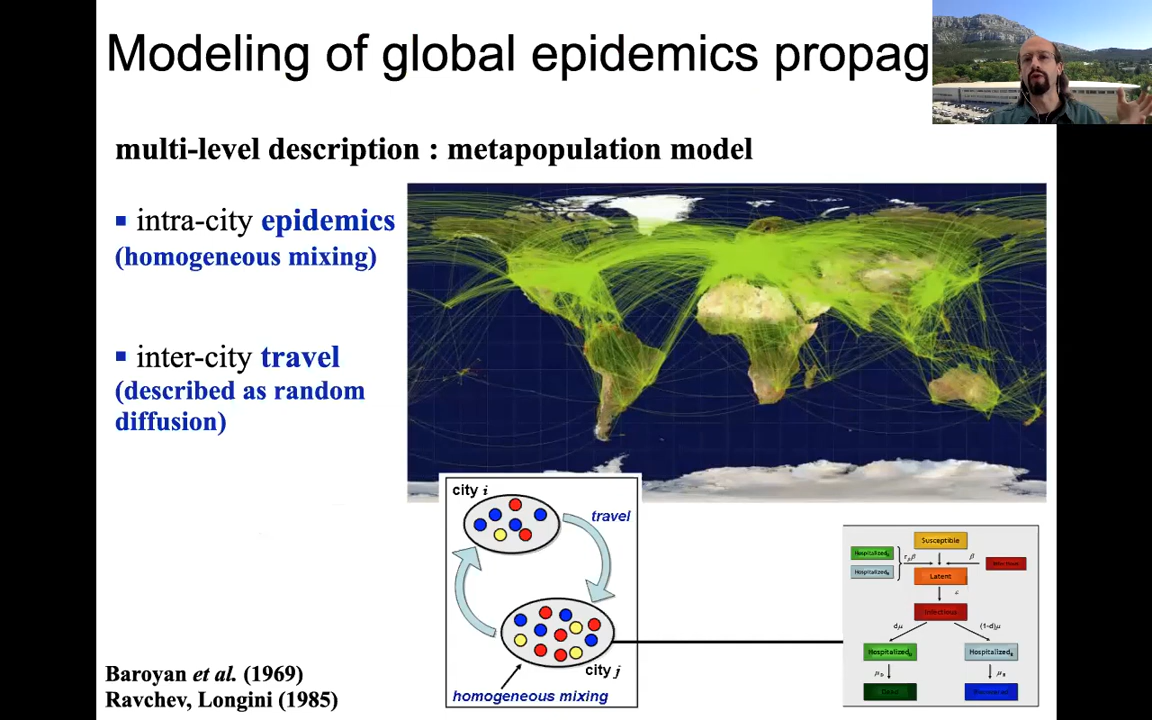 Modeling of global epidemics propag
multi-level description : metapopulation model
▪ intra-city epidemics
(homogeneous mixing)
▪ inter-city travel
(described as random
diffusion)
city i
travel
city j
homogeneous mixing
Susceptible
Hospitalized
Hospitalized
β
Latent
Infectious
dμ
(1-d)μ
Hospitalized
Hospitalized
Baroyan et al. (1969)
Ravchev, Longini (1985)